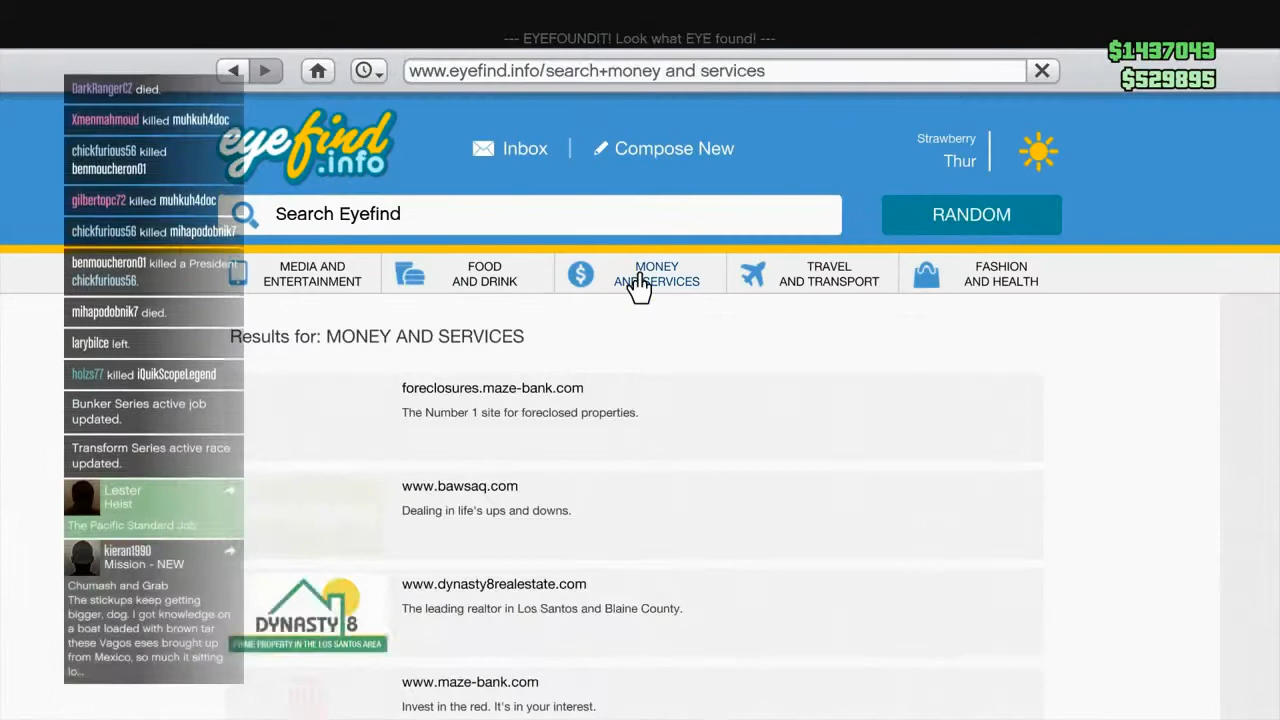 --- EYEFOUNDIT! Look what EYE found! ---
$1437043
$529895
www.eyefind.info/search+money and services
eyefind
.info
Inbox
Compose New
Strawberry
Thur
Search Eyefind
RANDOM
MEDIA AND
ENTERTAINMENT
FOOD
AND DRINK
MONEY
AND SERVICES
TRAVEL
AND TRANSPORT
FASHION
AND HEALTH
DarkRangerCZ died.
Xmenmahmoud killed muhkuh4doc
chickfurious56 killed
benmoucheron01
gilbertopc72 killed muhkuh4doc
chickfurious56 killed mihapodobnik7
benmoucheron01 killed a President
chickfurious56.
mihapodobnik7 died.
larybilce left.
holzs77 killed iQuikScopeLegend
Bunker Series active job
updated.
Transform Series active race
updated.
Lester
Heist
The Pacific Standard Job
kieran1990
Mission - NEW
Chumash and Grab
The stickups keep getting
bigger, dog. I got knowledge on
a boat loaded with brown tar
these Vagos eses brought up
from Mexico, so much it sitting
lo...
Results for: MONEY AND SERVICES
foreclosures.maze-bank.com
The Number 1 site for foreclosed properties.
www.bawsaq.com
Dealing in life's ups and downs.
DYNASTY 8
PRIME PROPERTY IN THE LOS SANTOS AREA
www.dynasty8realestate.com
The leading realtor in Los Santos and Blaine County.
www.maze-bank.com
Invest in the red. It's in your interest.